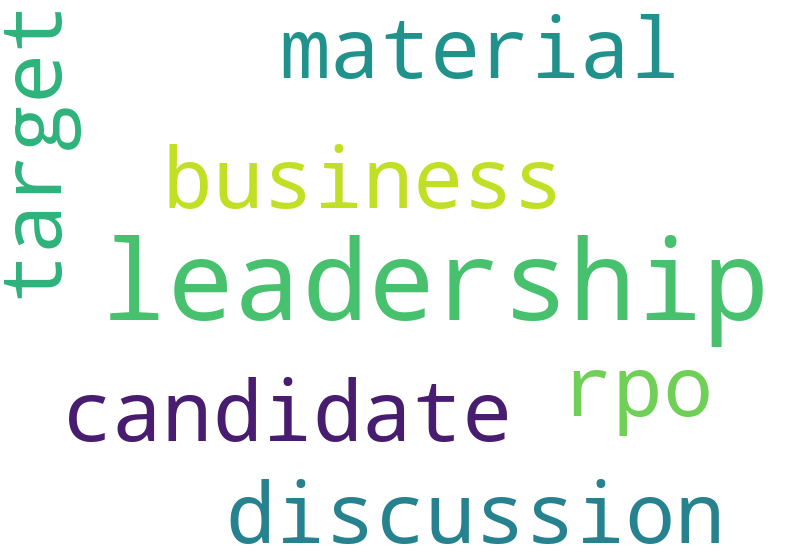 target
material
business
leadership
candidate
rpo
discussion